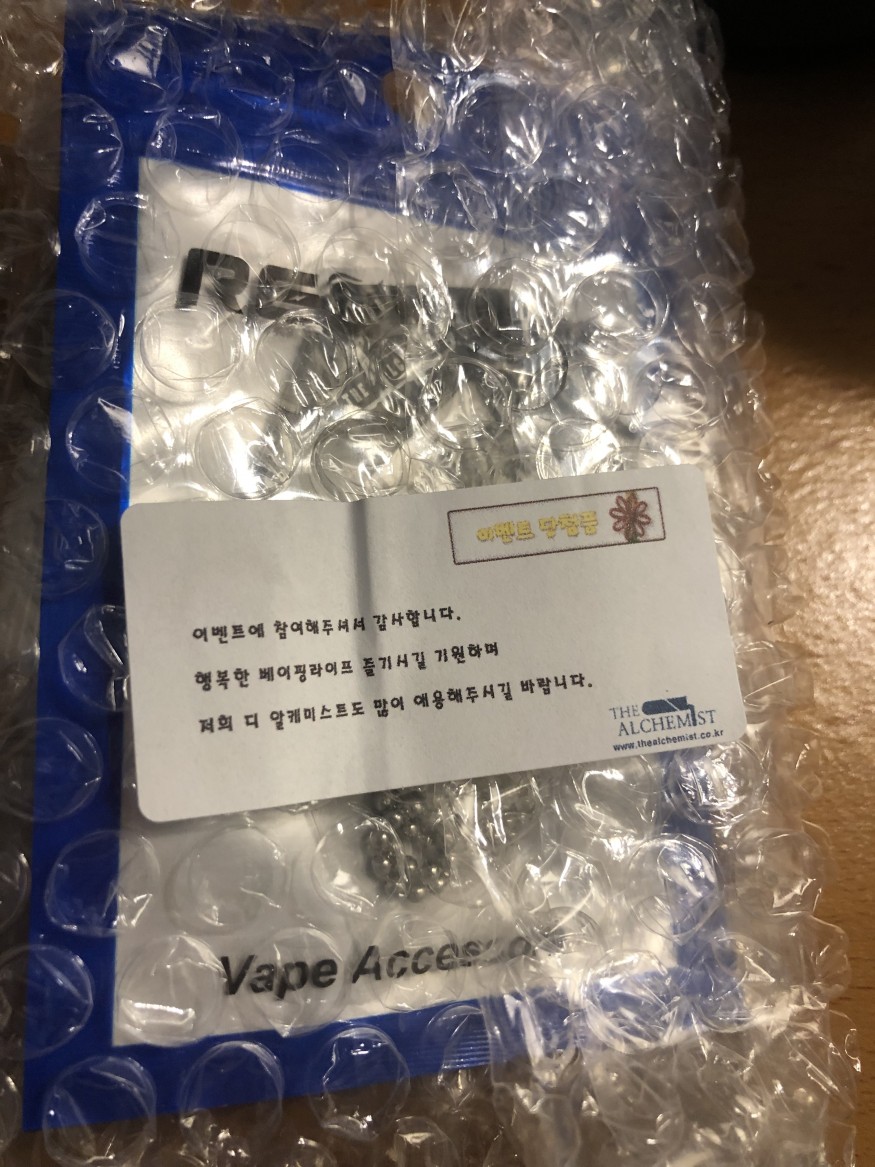 이벤트 당첨품
이벤트에 참여해주셔서 감사합니다.
행복한 베이핑라이프 즐기시길 기원하며
저희 디 알케미스트도 많이 애용해주시길 바랍니다.
THE
ALCHEMIST
www.thealchemist.co.kr
Vape